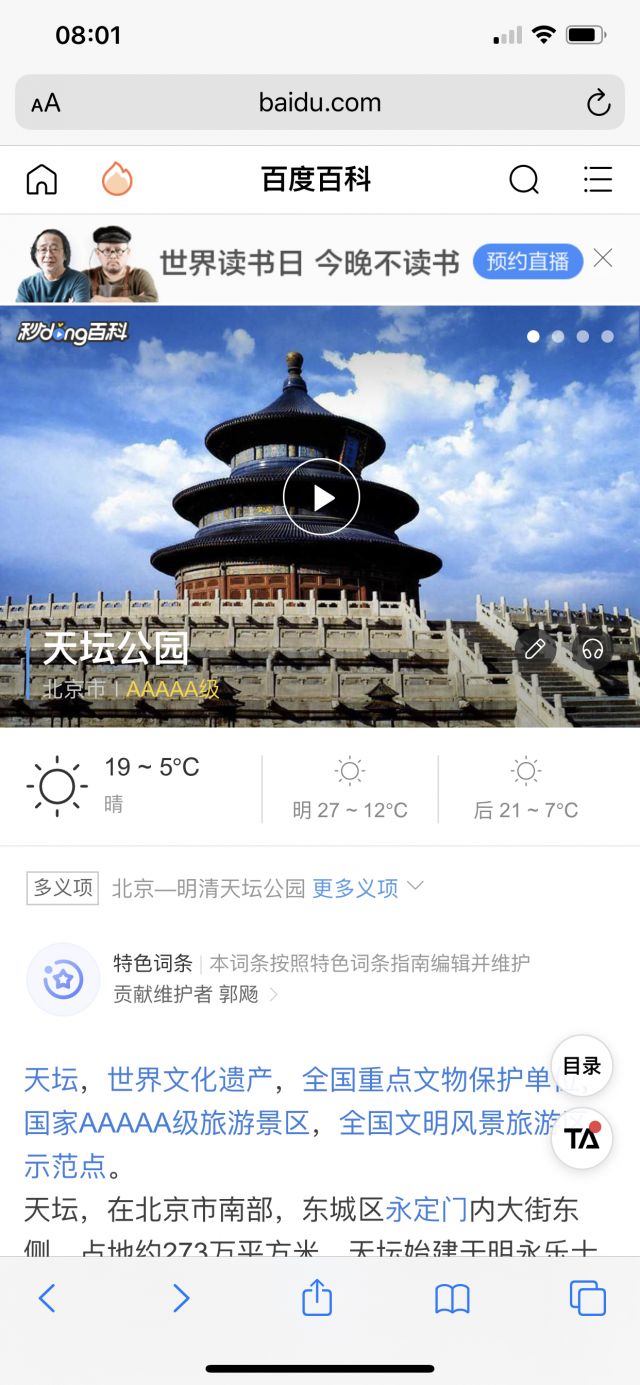 08:01
AA
baidu.com
百度百科
世界读书日 今晚不读书
预约直播
秒dong百科
天坛公园
北京市 | AAAAA级
19 ~ 5°C
晴
明 27 ~ 12°C
后 21 ~ 7°C
多义项 北京—明清天坛公园 更多义项
特色词条 | 本词条按照特色词条指南编辑并维护
贡献维护者 郭飏
目录
天坛，世界文化遗产，全国重点文物保护单位，
国家AAAAA级旅游景区，全国文明风景旅游区
TA
示范点。
天坛，在北京市南部，东城区永定门内大街东
侧，占地约273万平方米。天坛始建于明永乐十